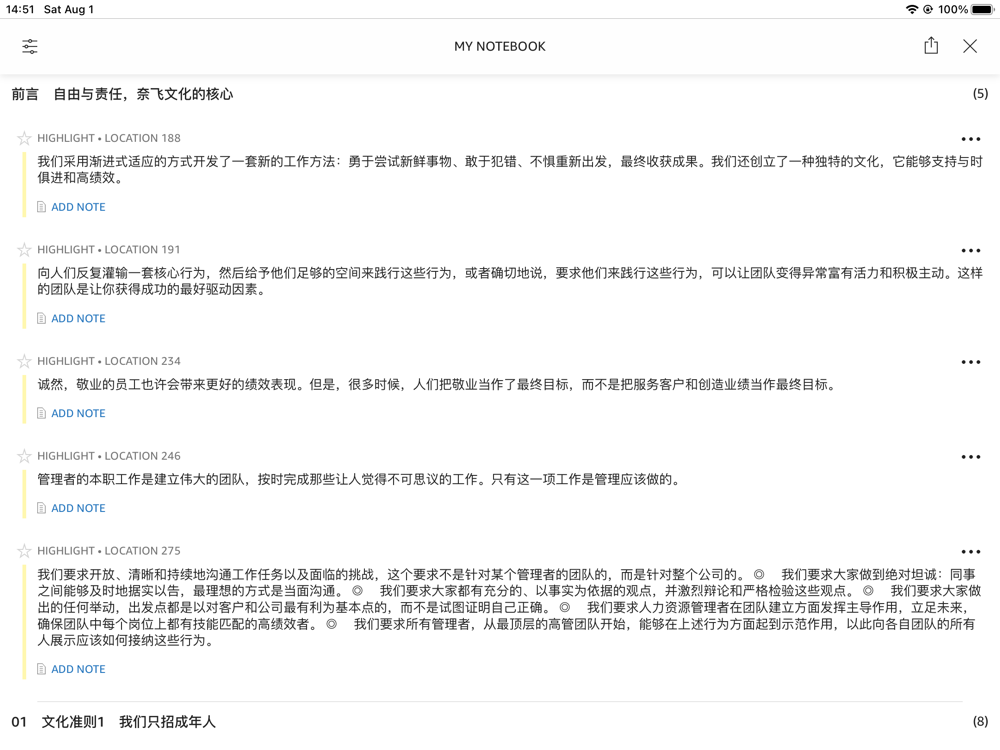 14:51 Sat Aug 1 100%
MY NOTEBOOK
前言 自由与责任，奈飞文化的核心 (5)
HIGHLIGHT • LOCATION 188
我们采用渐进式适应的方式开发了一套新的工作方法：勇于尝试新鲜事物、敢于犯错、不惧重新出发，最终收获成果。我们还创立了一种独特的文化，它能够支持与时
俱进和高绩效。
ADD NOTE
HIGHLIGHT • LOCATION 191
向人们反复灌输一套核心行为，然后给予他们足够的空间来践行这些行为，或者确切地说，要求他们来践行这些行为，可以让团队变得异常富有活力和积极主动。这样
的团队是让你获得成功的最好驱动因素。
ADD NOTE
HIGHLIGHT • LOCATION 234
诚然，敬业的员工也许会带来更好的绩效表现。但是，很多时候，人们把敬业当作了最终目标，而不是把服务客户和创造业绩当作最终目标。
ADD NOTE
HIGHLIGHT • LOCATION 246
管理者的本职工作是建立伟大的团队，按时完成那些让人觉得不可思议的工作。只有这一项工作是管理应该做的。
ADD NOTE
HIGHLIGHT • LOCATION 275
我们要求开放、清晰和持续地沟通工作任务以及面临的挑战，这个要求不是针对某个管理者的团队的，而是针对整个公司的。 ◎ 我们要求大家做到绝对坦诚：同事
之间能够及时地据实以告，最理想的方式是当面沟通。 ◎ 我们要求大家都有充分的、以事实为依据的观点，并激烈辩论和严格检验这些观点。 ◎ 我们要求大家做
出的任何举动，出发点都是以对客户和公司最有利为基本点的，而不是试图证明自己正确。 ◎ 我们要求人力资源管理者在团队建立方面发挥主导作用，立足未来，
确保团队中每个岗位上都有技能匹配的高绩效者。 ◎ 我们要求所有管理者，从最顶层的高管团队开始，能够在上述行为方面起到示范作用，以此向各自团队的所有
人展示应该如何接纳这些行为。
ADD NOTE
01 文化准则1 我们只招成年人 (8)